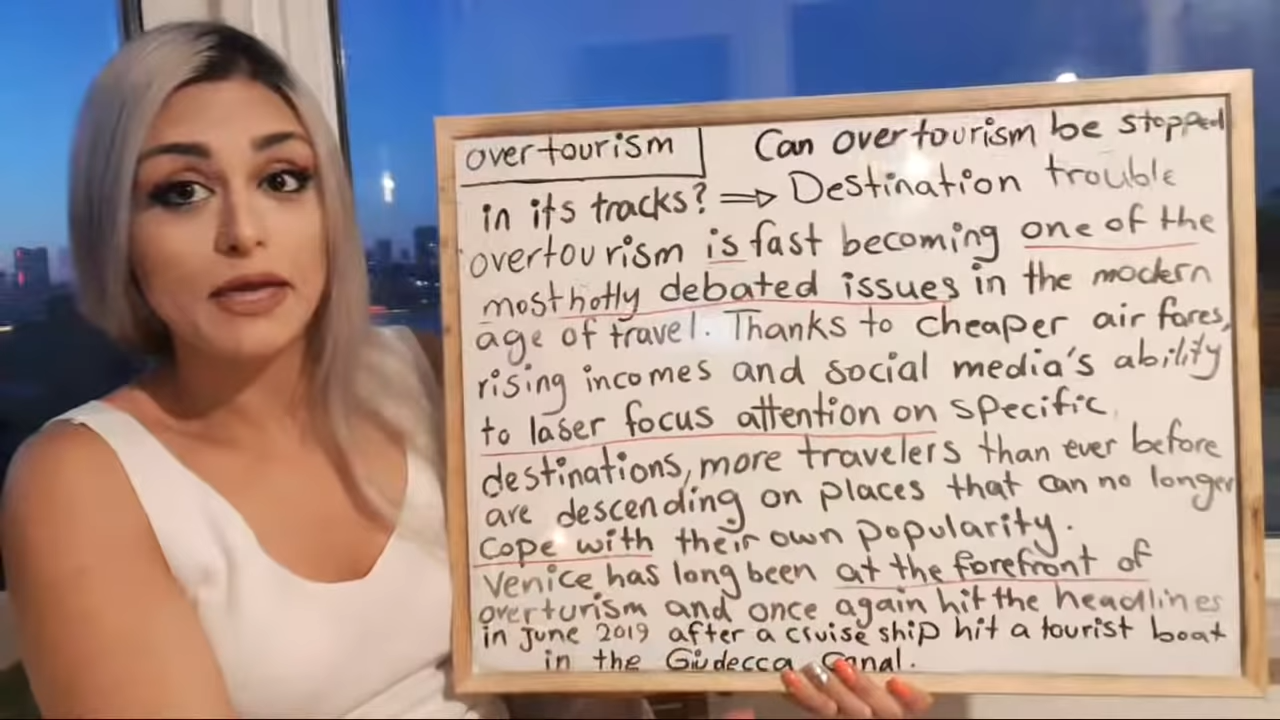 overtourism Can overtourism be stopped
in its tracks? ⇒ Destination trouble
overtourism is fast becoming one of the
most hotly debated issues in the modern
age of travel. Thanks to cheaper air fares,
rising incomes and social media's ability
to laser focus attention on specific
destinations, more travelers than ever before
are descending on places that can no longer
cope with their own popularity.
Venice has long been at the forefront of
overturism and once again hit the headlines
in June 2019 after a cruise ship hit a tourist boat
in the Giudecca Canal.